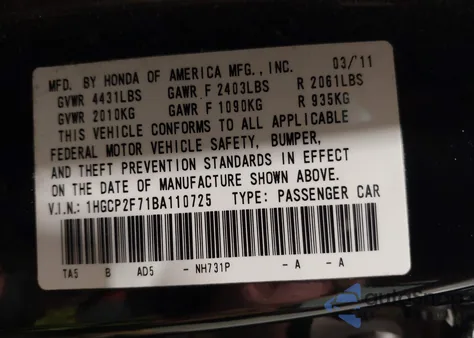 MFD. BY HONDA OF AMERICA MFG., INC. 03/'11
GVWR 4431LBS GAWR F 2403LBS R 2061LBS
GVWR 2010KG GAWR F 1090KG R 935KG
THIS VEHICLE CONFORMS TO ALL APPLICABLE
FEDERAL MOTOR VEHICLE SAFETY, BUMPER,
AND THEFT PREVENTION STANDARDS IN EFFECT
ON THE DATE OF MANUFACTURE SHOWN ABOVE.
V.I.N.: 1HGCP2F71BA110725 TYPE: PASSENGER CAR
TA5 B AD5 - NH731P - A - A